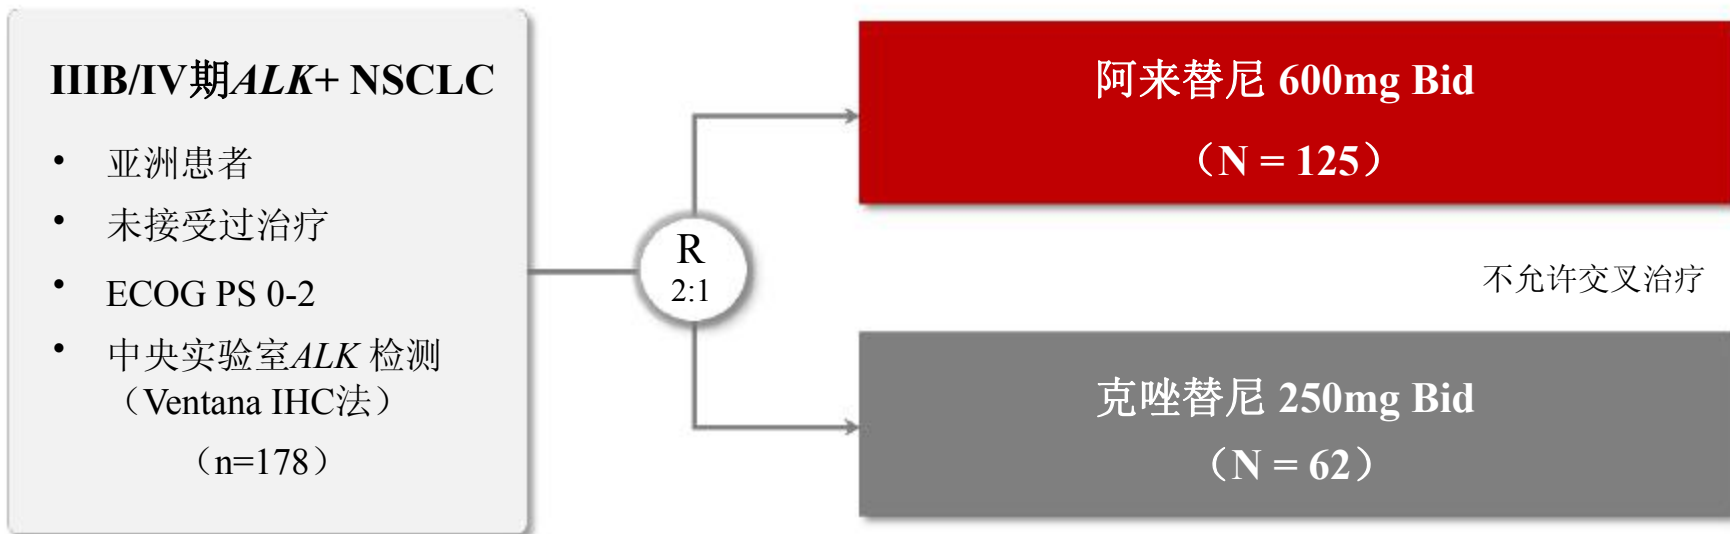 IIIB/IV期ALK+ NSCLC
• 亚洲患者
• 未接受过治疗
• ECOG PS 0-2
• 中央实验室ALK 检测
（Ventana IHC法）
（n=178）
R
2:1
阿来替尼 600mg Bid
（N = 125）
不允许交叉治疗
克唑替尼 250mg Bid
（N = 62）